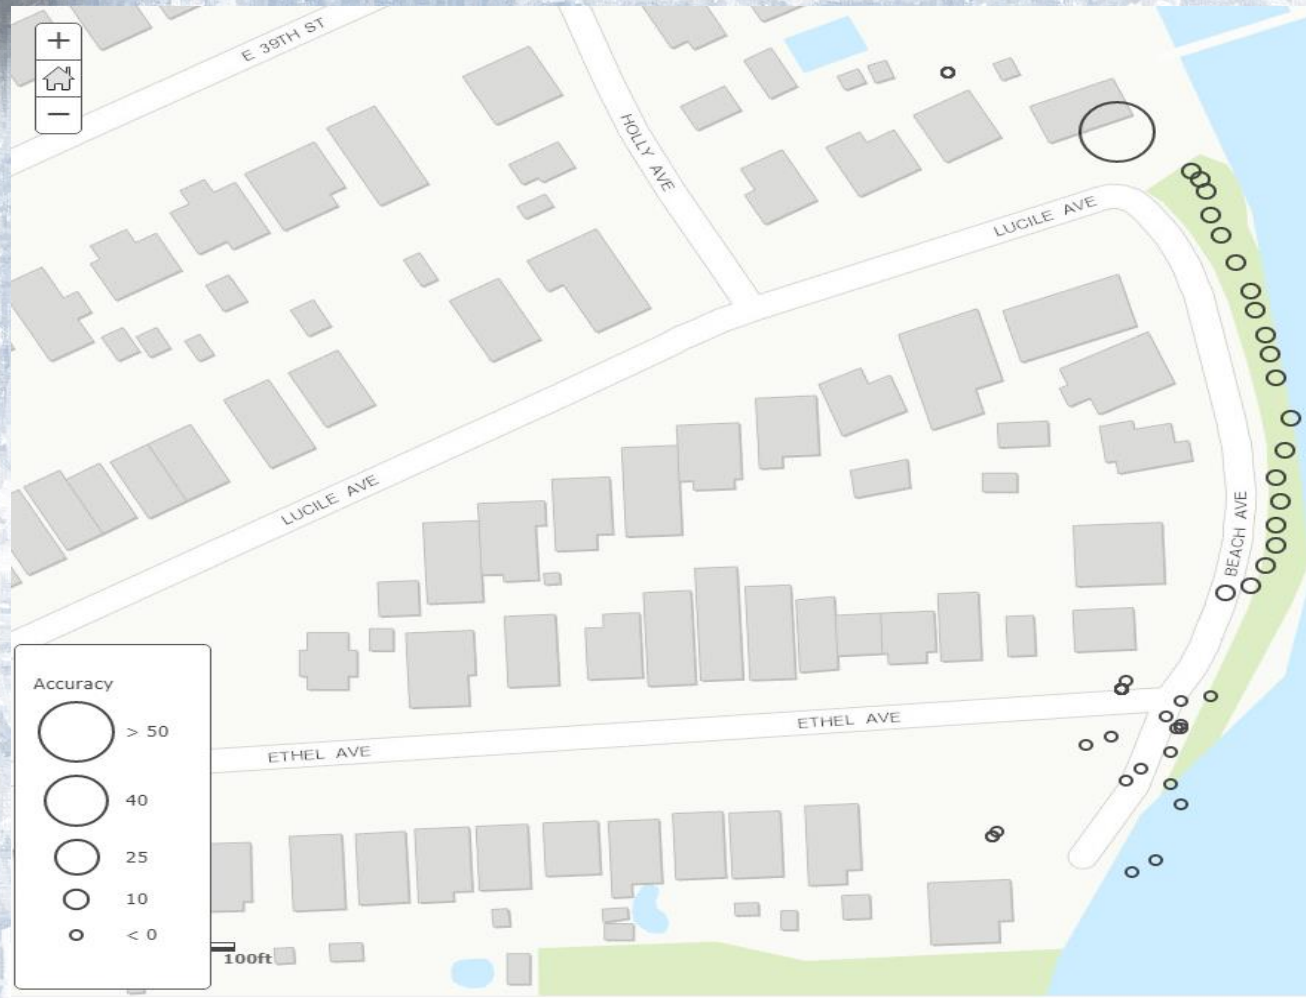 +
E 39TH ST
−
HOLLY AVE
LUCILE AVE
LUCILE AVE
BEACH AVE
ETHEL AVE
ETHEL AVE
Accuracy
> 50
40
25
10
< 0
100ft